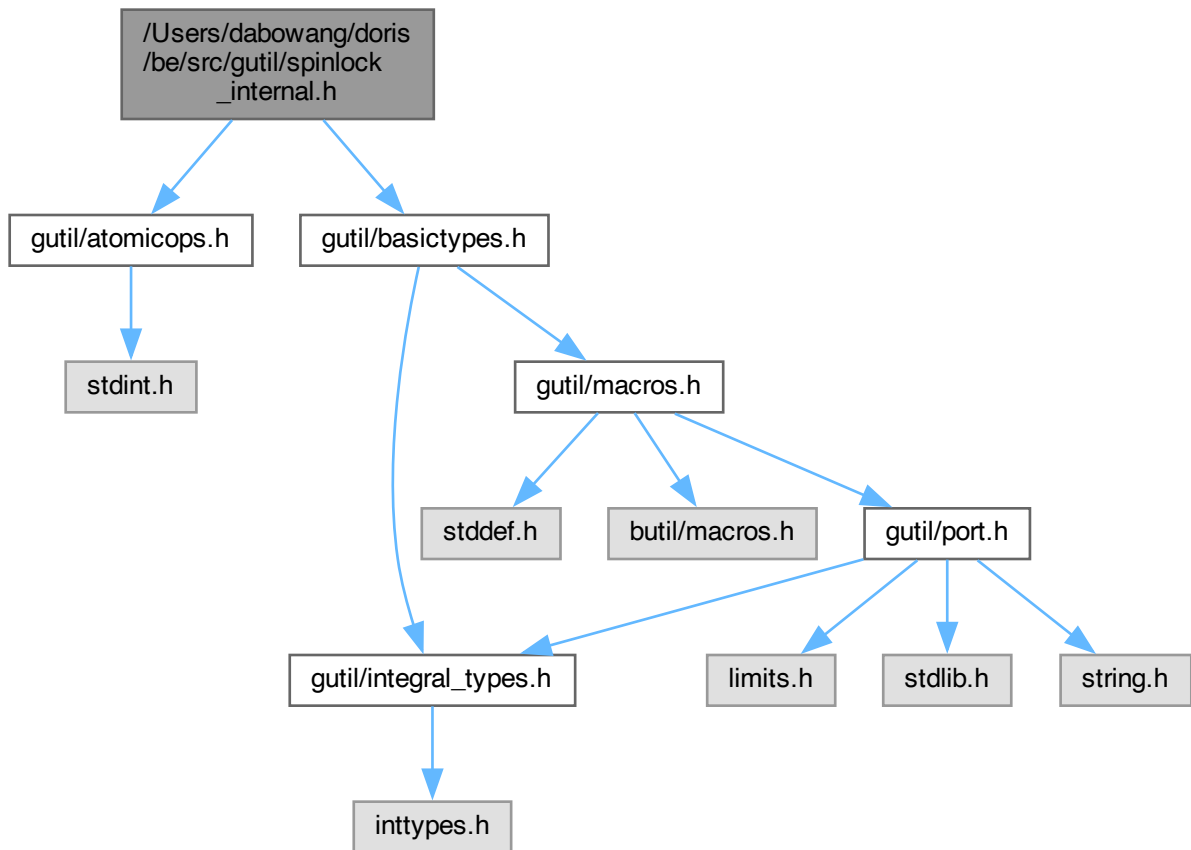 /Users/dabowang/doris
/be/src/gutil/spinlock
_internal.h
gutil/atomicops.h
gutil/basictypes.h
stdint.h
gutil/macros.h
stddef.h
butil/macros.h
gutil/port.h
gutil/integral_types.h
limits.h
stdlib.h
string.h
inttypes.h